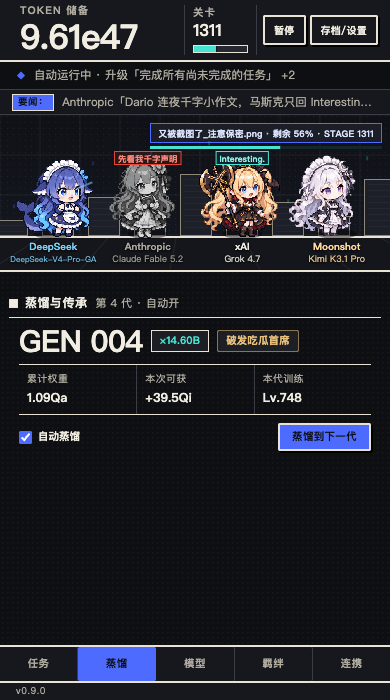 TOKEN 储备
9.61e47
关卡
1311
暂停
存档/设置
◆ 自动运行中 · 升级「完成所有尚未完成的任务」 +2
要闻: Anthropic「Dario 连夜千字小作文，马斯克只回 Interestin…
又被截图了_注意保密.png · 剩余 56% · STAGE 1311
先看我千字声明
Interesting.
DeepSeek
DeepSeek-V4-Pro-GA
Anthropic
Claude Fable 5.2
xAI
Grok 4.7
Moonshot
Kimi K3.1 Pro
蒸馏与传承 第 4 代 · 自动开
GEN 004
×14.60B
破发吃瓜首席
累计权重
1.09Qa
本次可获
+39.5Qi
本代训练
Lv.748
自动蒸馏
蒸馏到下一代
任务
蒸馏
模型
羁绊
连携
v0.9.0